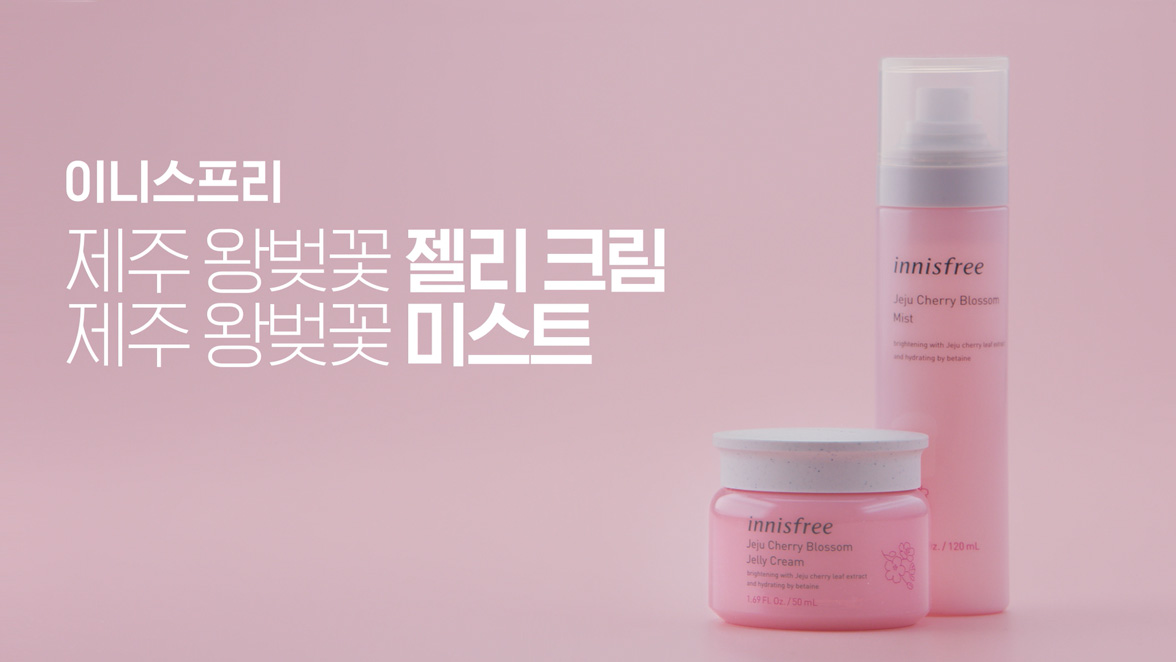 이니스프리
제주 왕벚꽃 젤리 크림
제주 왕벚꽃 미스트
innisfree
Jeju Cherry Blossom
Mist
brightening with Jeju cherry leaf extract
and hydrating by betaine
z. / 120 mL
innisfree
Jeju Cherry Blossom
Jelly Cream
brightening with Jeju cherry leaf extract
and hydrating by betaine
1.69 FL. Oz. / 50 mL